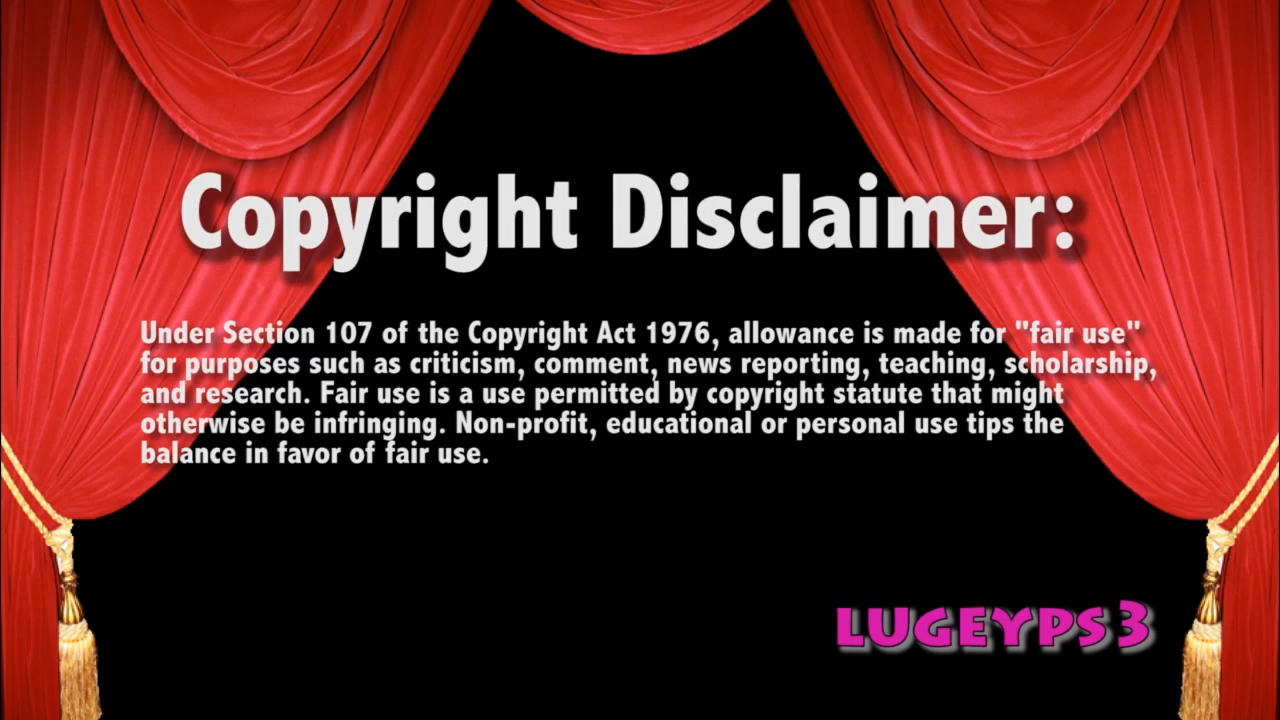 Copyright Disclaimer:
Under Section 107 of the Copyright Act 1976, allowance is made for "fair use"
for purposes such as criticism, comment, news reporting, teaching, scholarship,
and research. Fair use is a use permitted by copyright statute that might
otherwise be infringing. Non-profit, educational or personal use tips the
balance in favor of fair use.
LUGEYPS3